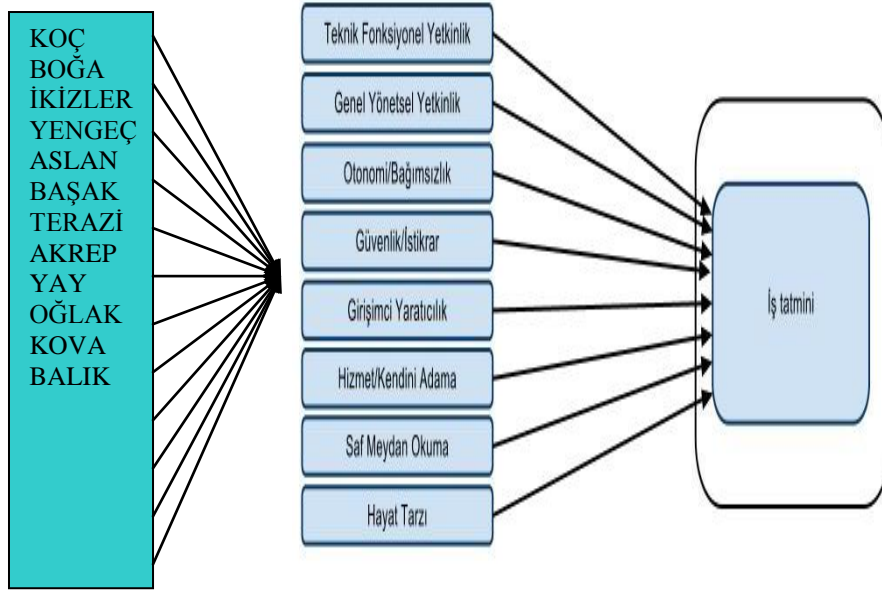 KOÇ
BOĞA
İKİZLER
YENGEÇ
ASLAN
BAŞAK
TERAZİ
AKREP
YAY
OĞLAK
KOVA
BALIK
Teknik Fonksiyonel Yetkinlik
Genel Yönetsel Yetkinlik
Otonomi/Bağımsızlık
Güvenlik/İstikrar
Girişimci Yaratıcılık
Hizmet/Kendini Adama
Saf Meydan Okuma
Hayat Tarzı
İş tatmini